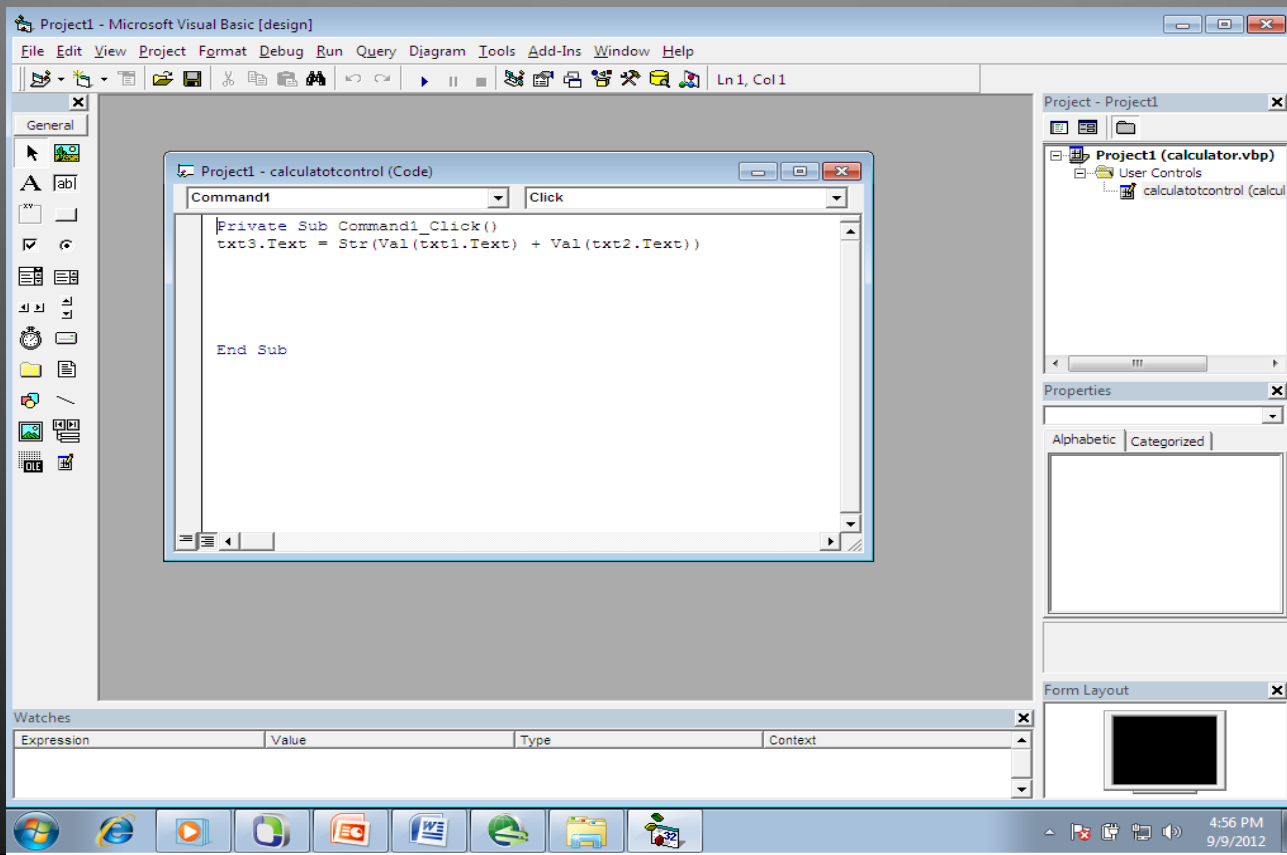 Project1 - Microsoft Visual Basic [design]
File Edit View Project Format Debug Run Query Diagram Tools Add-Ins Window Help
Ln 1, Col 1
General
Project1 - calculatotcontrol (Code)
Command1 Click
Private Sub Command1_Click()
txt3.Text = Str(Val(txt1.Text) + Val(txt2.Text))
End Sub
Project - Project1
Project1 (calculator.vbp)
User Controls
calculatotcontrol (calcul
Properties
Alphabetic Categorized
Form Layout
Watches
Expression Value Type Context
4:56 PM
9/9/2012